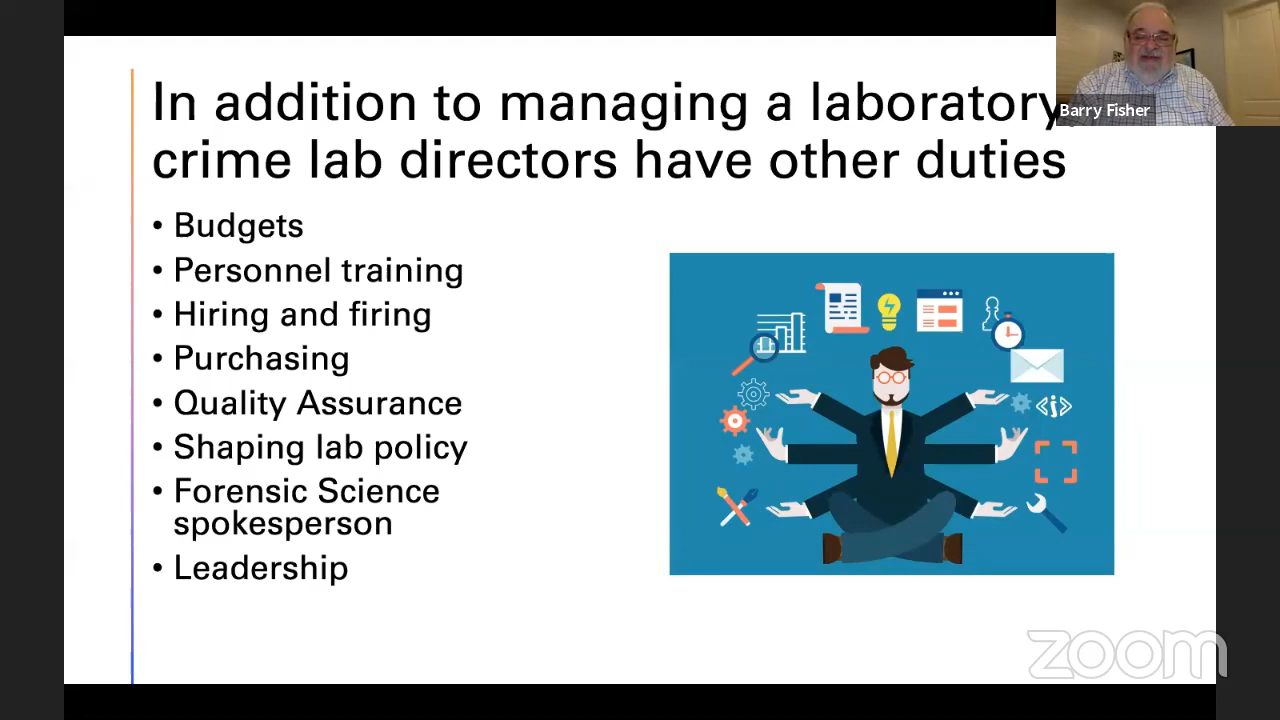 In addition to managing a laboratory,
crime lab directors have other duties
• Budgets
• Personnel training
• Hiring and firing
• Purchasing
• Quality Assurance
• Shaping lab policy
• Forensic Science
spokesperson
• Leadership
Barry Fisher
zoom